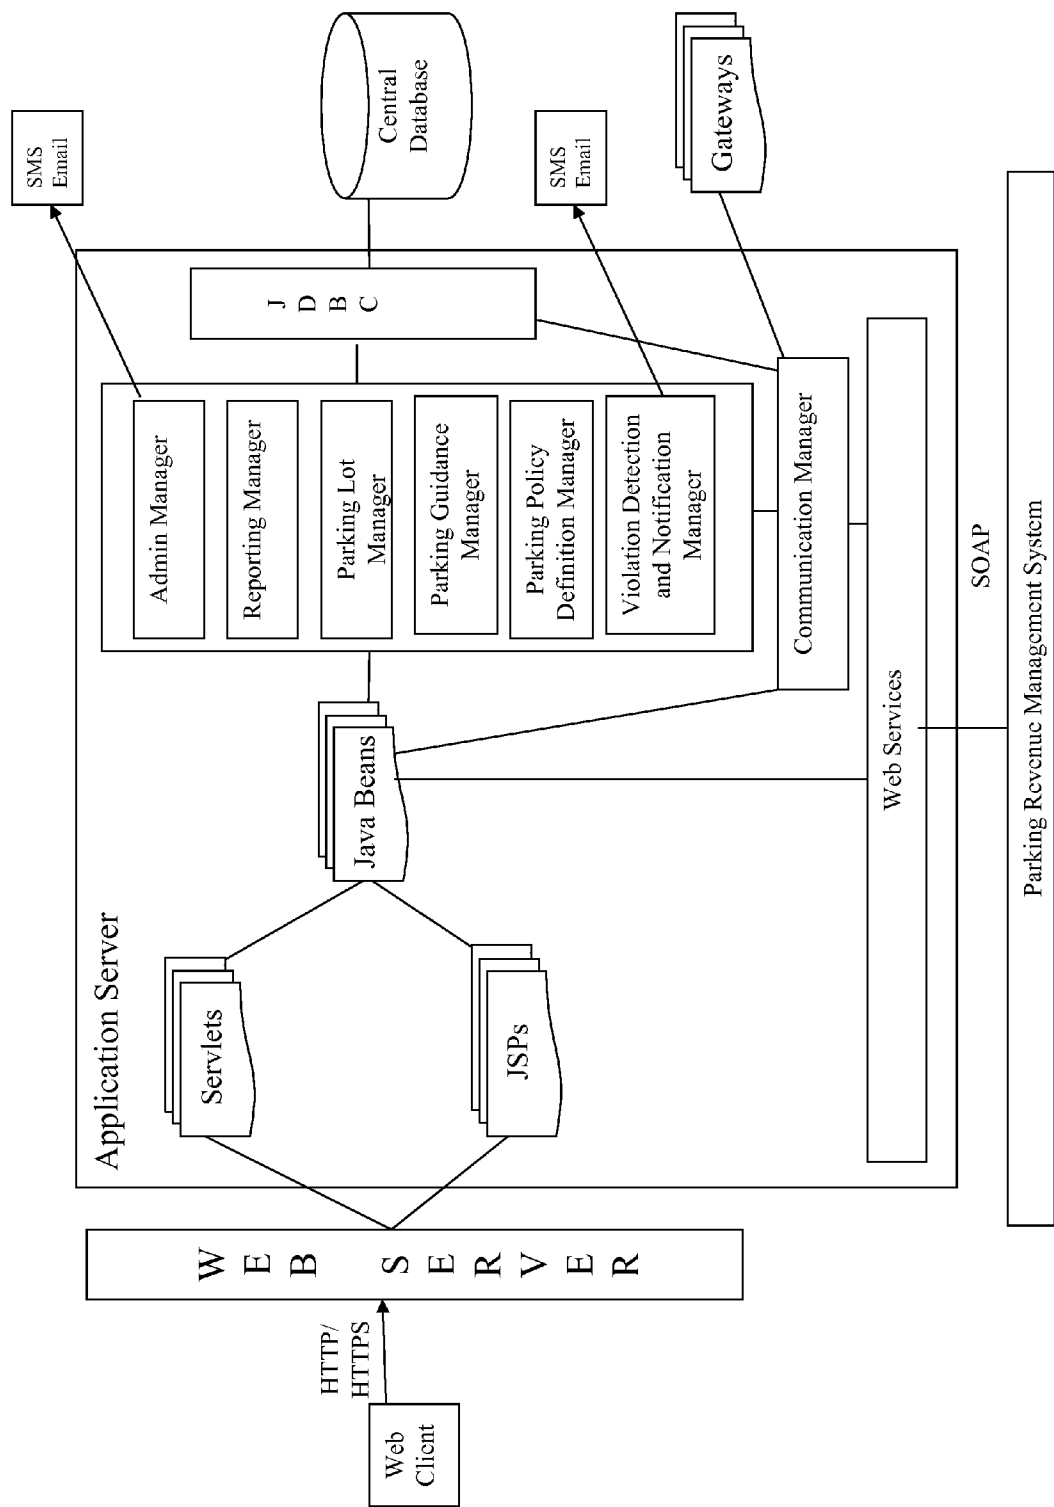 Application Server
Web
Client
HTTP/
HTTPS
W
E
B
S
E
R
V
E
R
Servlets
JSPs
Java Beans
Admin Manager
Reporting Manager
Parking Lot
Manager
Parking Guidance
Manager
Parking Policy
Definition Manager
Violation Detection
and Notification
Manager
J
D
B
C
SMS
Email
Central
Database
SMS
Email
Gateways
Communication Manager
Web Services
SOAP
Parking Revenue Management System